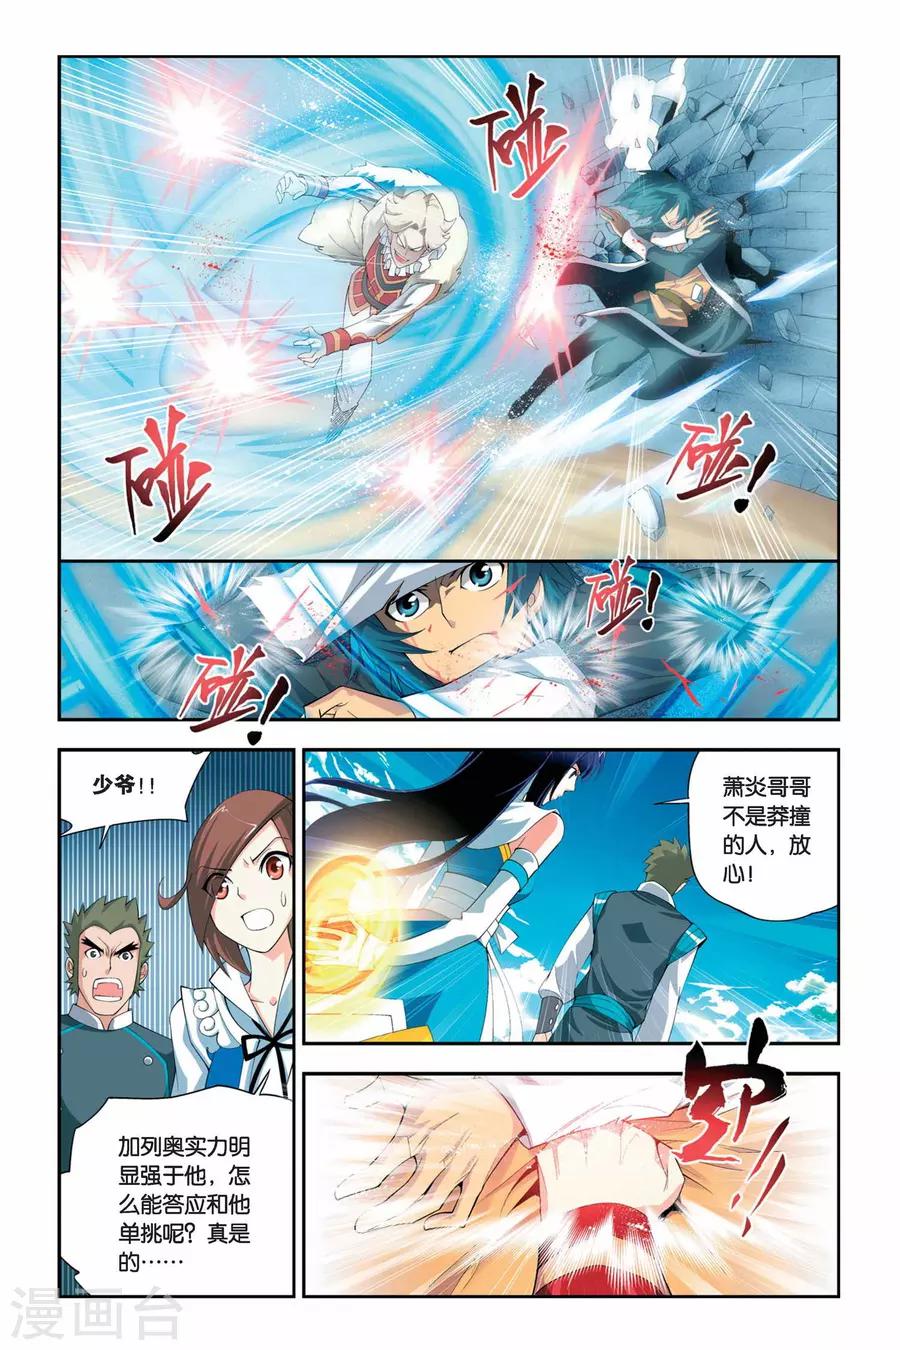 碰
碰
碰!
碰!
碰!
少爷!!
萧炎哥哥
不是莽撞
的人，放
心!
加列奥实力明
显强于他，怎
么能答应和他
单挑呢？真是
的……
漫画台